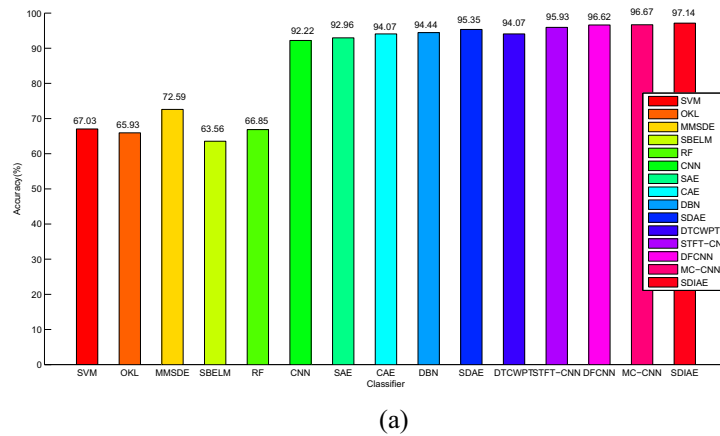 100
90
80
70
60
50
40
30
20
10
0
Accuracy(%)
67.03
65.93
72.59
63.56
66.85
92.22
92.96
94.07
94.44
95.35
94.07
95.93
96.62
96.67
97.14
SVM
OKL
MMSDE
SBELM
RF
CNN
SAE
CAE
DBN
SDAE
DTCWPT
STFT−CN
DFCNN
MC−CNN
SDIAE
SVM OKL MMSDE SBELM RF CNN SAE CAE DBN SDAE DTCWPT STFT−CNN DFCNN MC−CNN SDIAE
Classifier
(a)